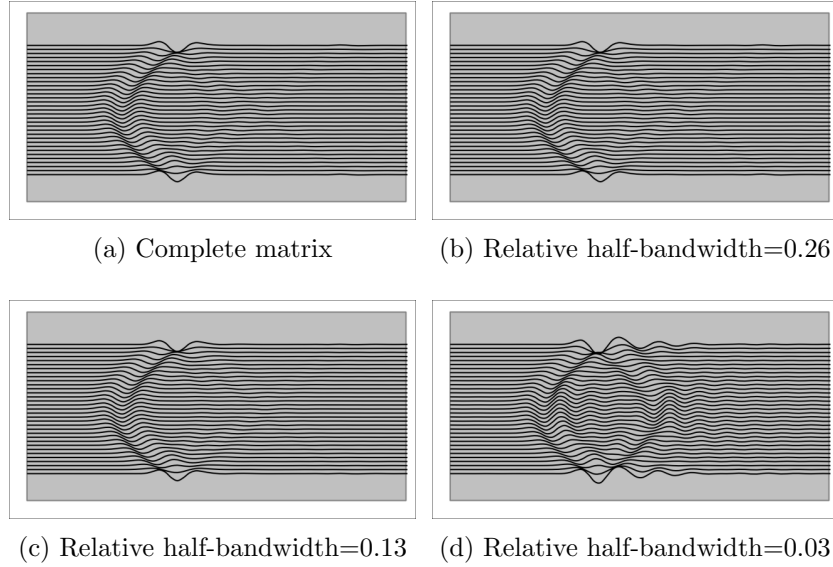 (a) Complete matrix
(b) Relative half-bandwidth=0.26
(c) Relative half-bandwidth=0.13
(d) Relative half-bandwidth=0.03